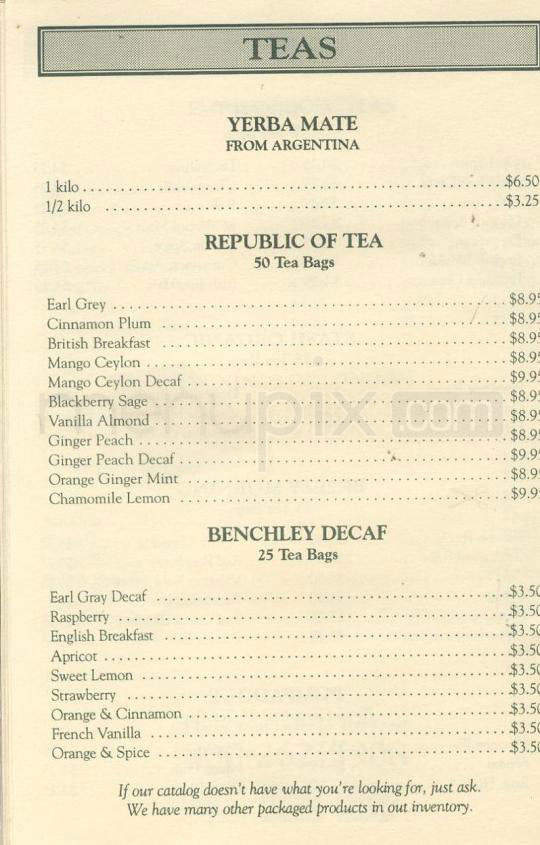 TEAS
YERBA MATE
FROM ARGENTINA
1 kilo ........................................ $6.50
1/2 kilo ........................................ $3.25
REPUBLIC OF TEA
50 Tea Bags
Earl Grey ........................................ $8.95
Cinnamon Plum ........................................ $8.95
British Breakfast ........................................ $8.95
Mango Ceylon ........................................ $8.95
Mango Ceylon Decaf ........................................ $9.95
Blackberry Sage ........................................ $8.95
Vanilla Almond ........................................ $8.95
Ginger Peach ........................................ $8.95
Ginger Peach Decaf ........................................ $9.95
Orange Ginger Mint ........................................ $8.95
Chamomile Lemon ........................................ $9.95
menupix.com
BENCHLEY DECAF
25 Tea Bags
Earl Gray Decaf ........................................ $3.50
Raspberry ........................................ $3.50
English Breakfast ........................................ $3.50
Apricot ........................................ $3.50
Sweet Lemon ........................................ $3.50
Strawberry ........................................ $3.50
Orange & Cinnamon ........................................ $3.50
French Vanilla ........................................ $3.50
Orange & Spice ........................................ $3.50
If our catalog doesn't have what you're looking for, just ask.
We have many other packaged products in out inventory.